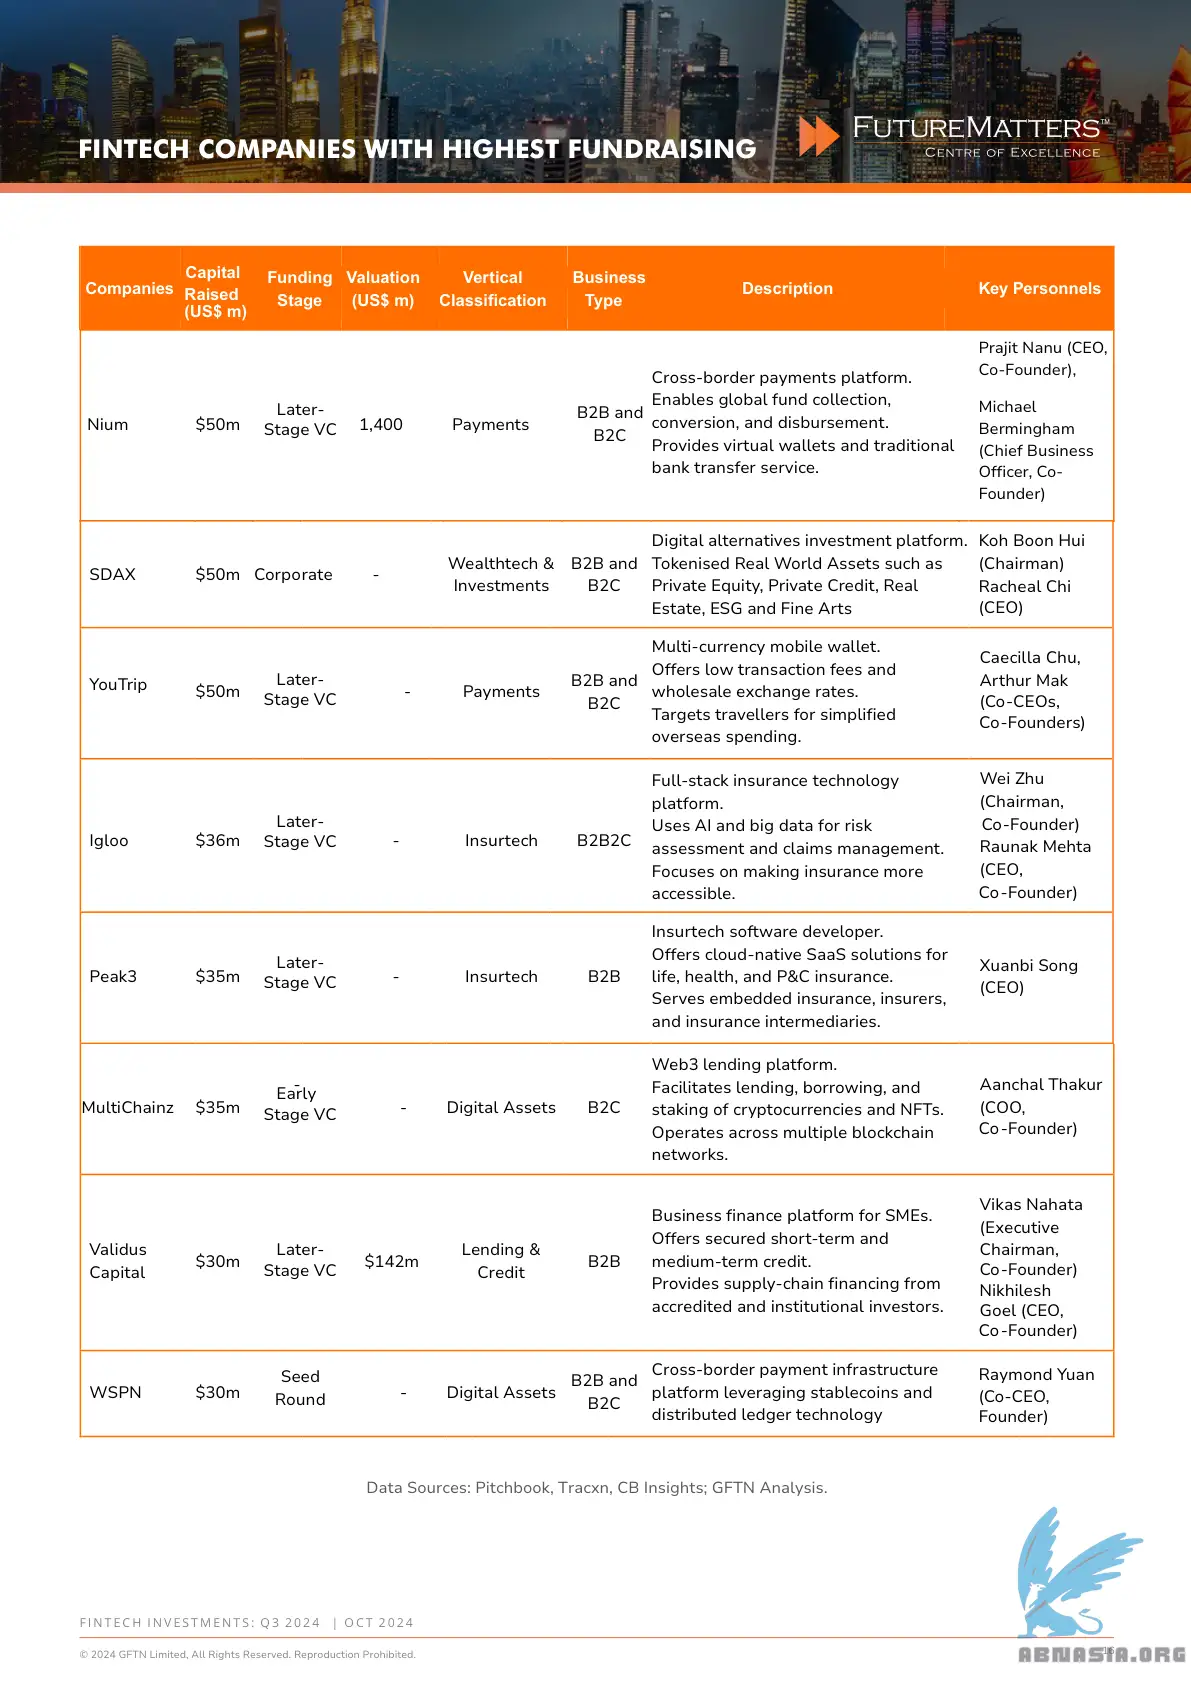 FINTECH COMPANIES WITH HIGHEST FUNDRAISING
FUTUREMATTERS™
CENTRE OF EXCELLENCE
Companies
Capital
Raised
(US$ m)
Funding
Stage
Valuation
(US$ m)
Vertical
Classification
Business
Type
Description
Key Personnels
Nium
$50m
Later-
Stage VC
1,400
Payments
B2B and
B2C
Cross-border payments platform.
Enables global fund collection,
conversion, and disbursement.
Provides virtual wallets and traditional
bank transfer service.
Prajit Nanu (CEO,
Co-Founder),
Michael
Bermingham
(Chief Business
Officer, Co-
Founder)
SDAX
$50m
Corporate
-
Wealthtech &
Investments
B2B and
B2C
Digital alternatives investment platform.
Tokenised Real World Assets such as
Private Equity, Private Credit, Real
Estate, ESG and Fine Arts
Koh Boon Hui
(Chairman)
Racheal Chi
(CEO)
YouTrip
$50m
Later-
Stage VC
-
Payments
B2B and
B2C
Multi-currency mobile wallet.
Offers low transaction fees and
wholesale exchange rates.
Targets travellers for simplified
overseas spending.
Caecilla Chu,
Arthur Mak
(Co-CEOs,
Co-Founders)
Igloo
$36m
Later-
Stage VC
-
Insurtech
B2B2C
Full-stack insurance technology
platform.
Uses AI and big data for risk
assessment and claims management.
Focuses on making insurance more
accessible.
Wei Zhu
(Chairman,
Co-Founder)
Raunak Mehta
(CEO,
Co-Founder)
Peak3
$35m
Later-
Stage VC
-
Insurtech
B2B
Insurtech software developer.
Offers cloud-native SaaS solutions for
life, health, and P&C insurance.
Serves embedded insurance, insurers,
and insurance intermediaries.
Xuanbi Song
(CEO)
MultiChainz
$35m
-
Early
Stage VC
-
Digital Assets
B2C
Web3 lending platform.
Facilitates lending, borrowing, and
staking of cryptocurrencies and NFTs.
Operates across multiple blockchain
networks.
Aanchal Thakur
(COO,
Co-Founder)
Validus
Capital
$30m
Later-
Stage VC
$142m
Lending &
Credit
B2B
Business finance platform for SMEs.
Offers secured short-term and
medium-term credit.
Provides supply-chain financing from
accredited and institutional investors.
Vikas Nahata
(Executive
Chairman,
Co-Founder)
Nikhilesh
Goel (CEO,
Co-Founder)
WSPN
$30m
Seed
Round
-
Digital Assets
B2B and
B2C
Cross-border payment infrastructure
platform leveraging stablecoins and
distributed ledger technology
Raymond Yuan
(Co-CEO,
Founder)
Data Sources: Pitchbook, Tracxn, CB Insights; GFTN Analysis.
FINTECH INVESTMENTS: Q3 2024 | OCT 2024
© 2024 GFTN Limited, All Rights Reserved. Reproduction Prohibited.
16
ABNASIA.ORG